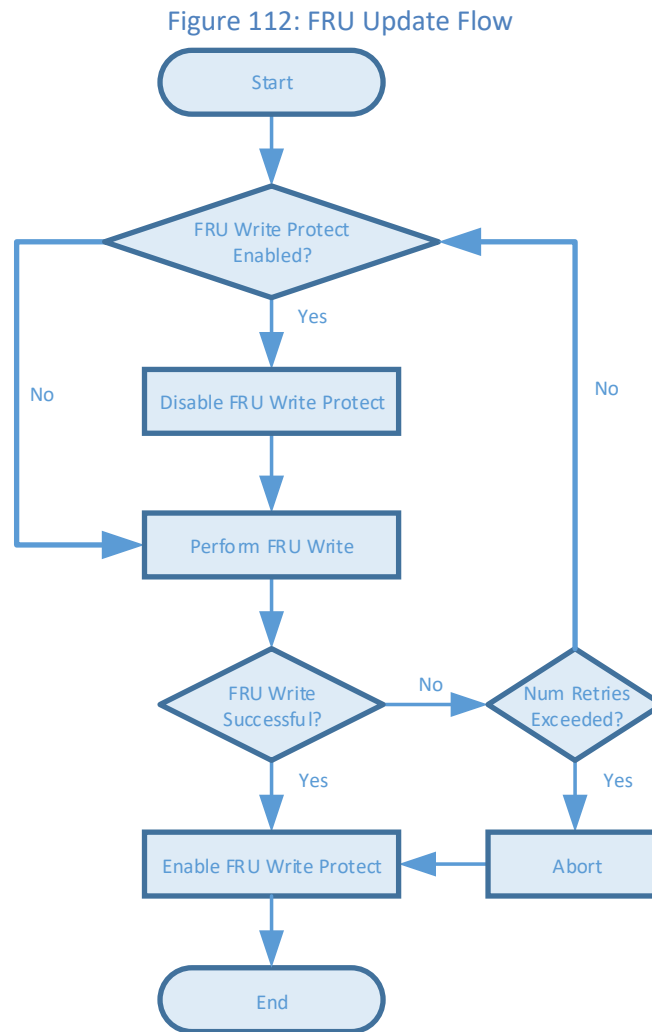 Figure 112: FRU Update Flow
Start
FRU Write Protect
Enabled?
Yes
No
No
Disable FRU Write Protect
Perform FRU Write
FRU Write
Successful?
No
Num Retries
Exceeded?
Yes
Yes
Enable FRU Write Protect
Abort
End